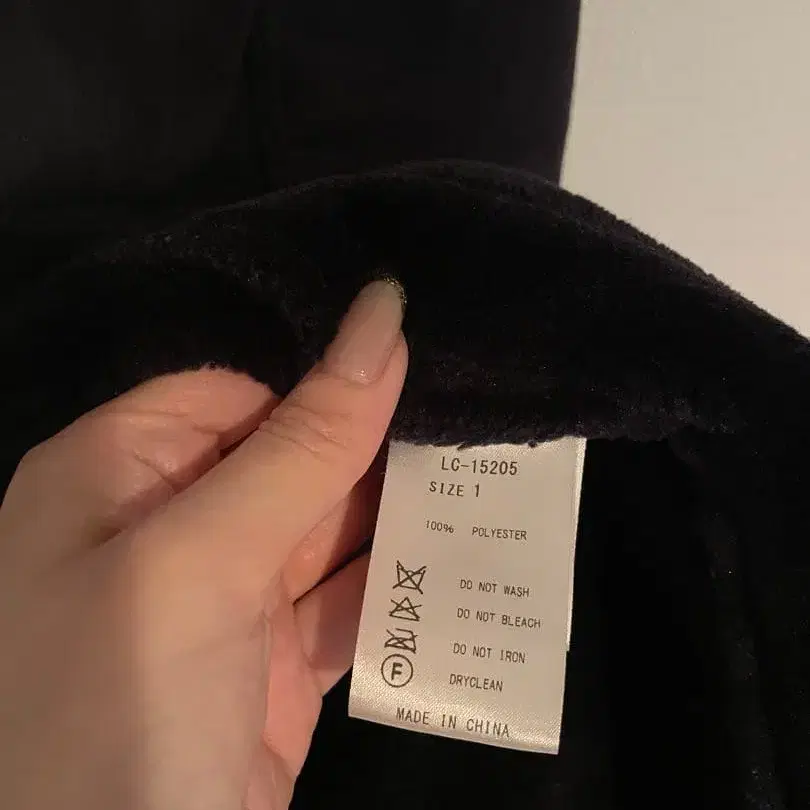 LC-15205
SIZE 1
100% POLYESTER
DO NOT WASH
DO NOT BLEACH
DO NOT IRON
F DRYCLEAN
MADE IN CHINA